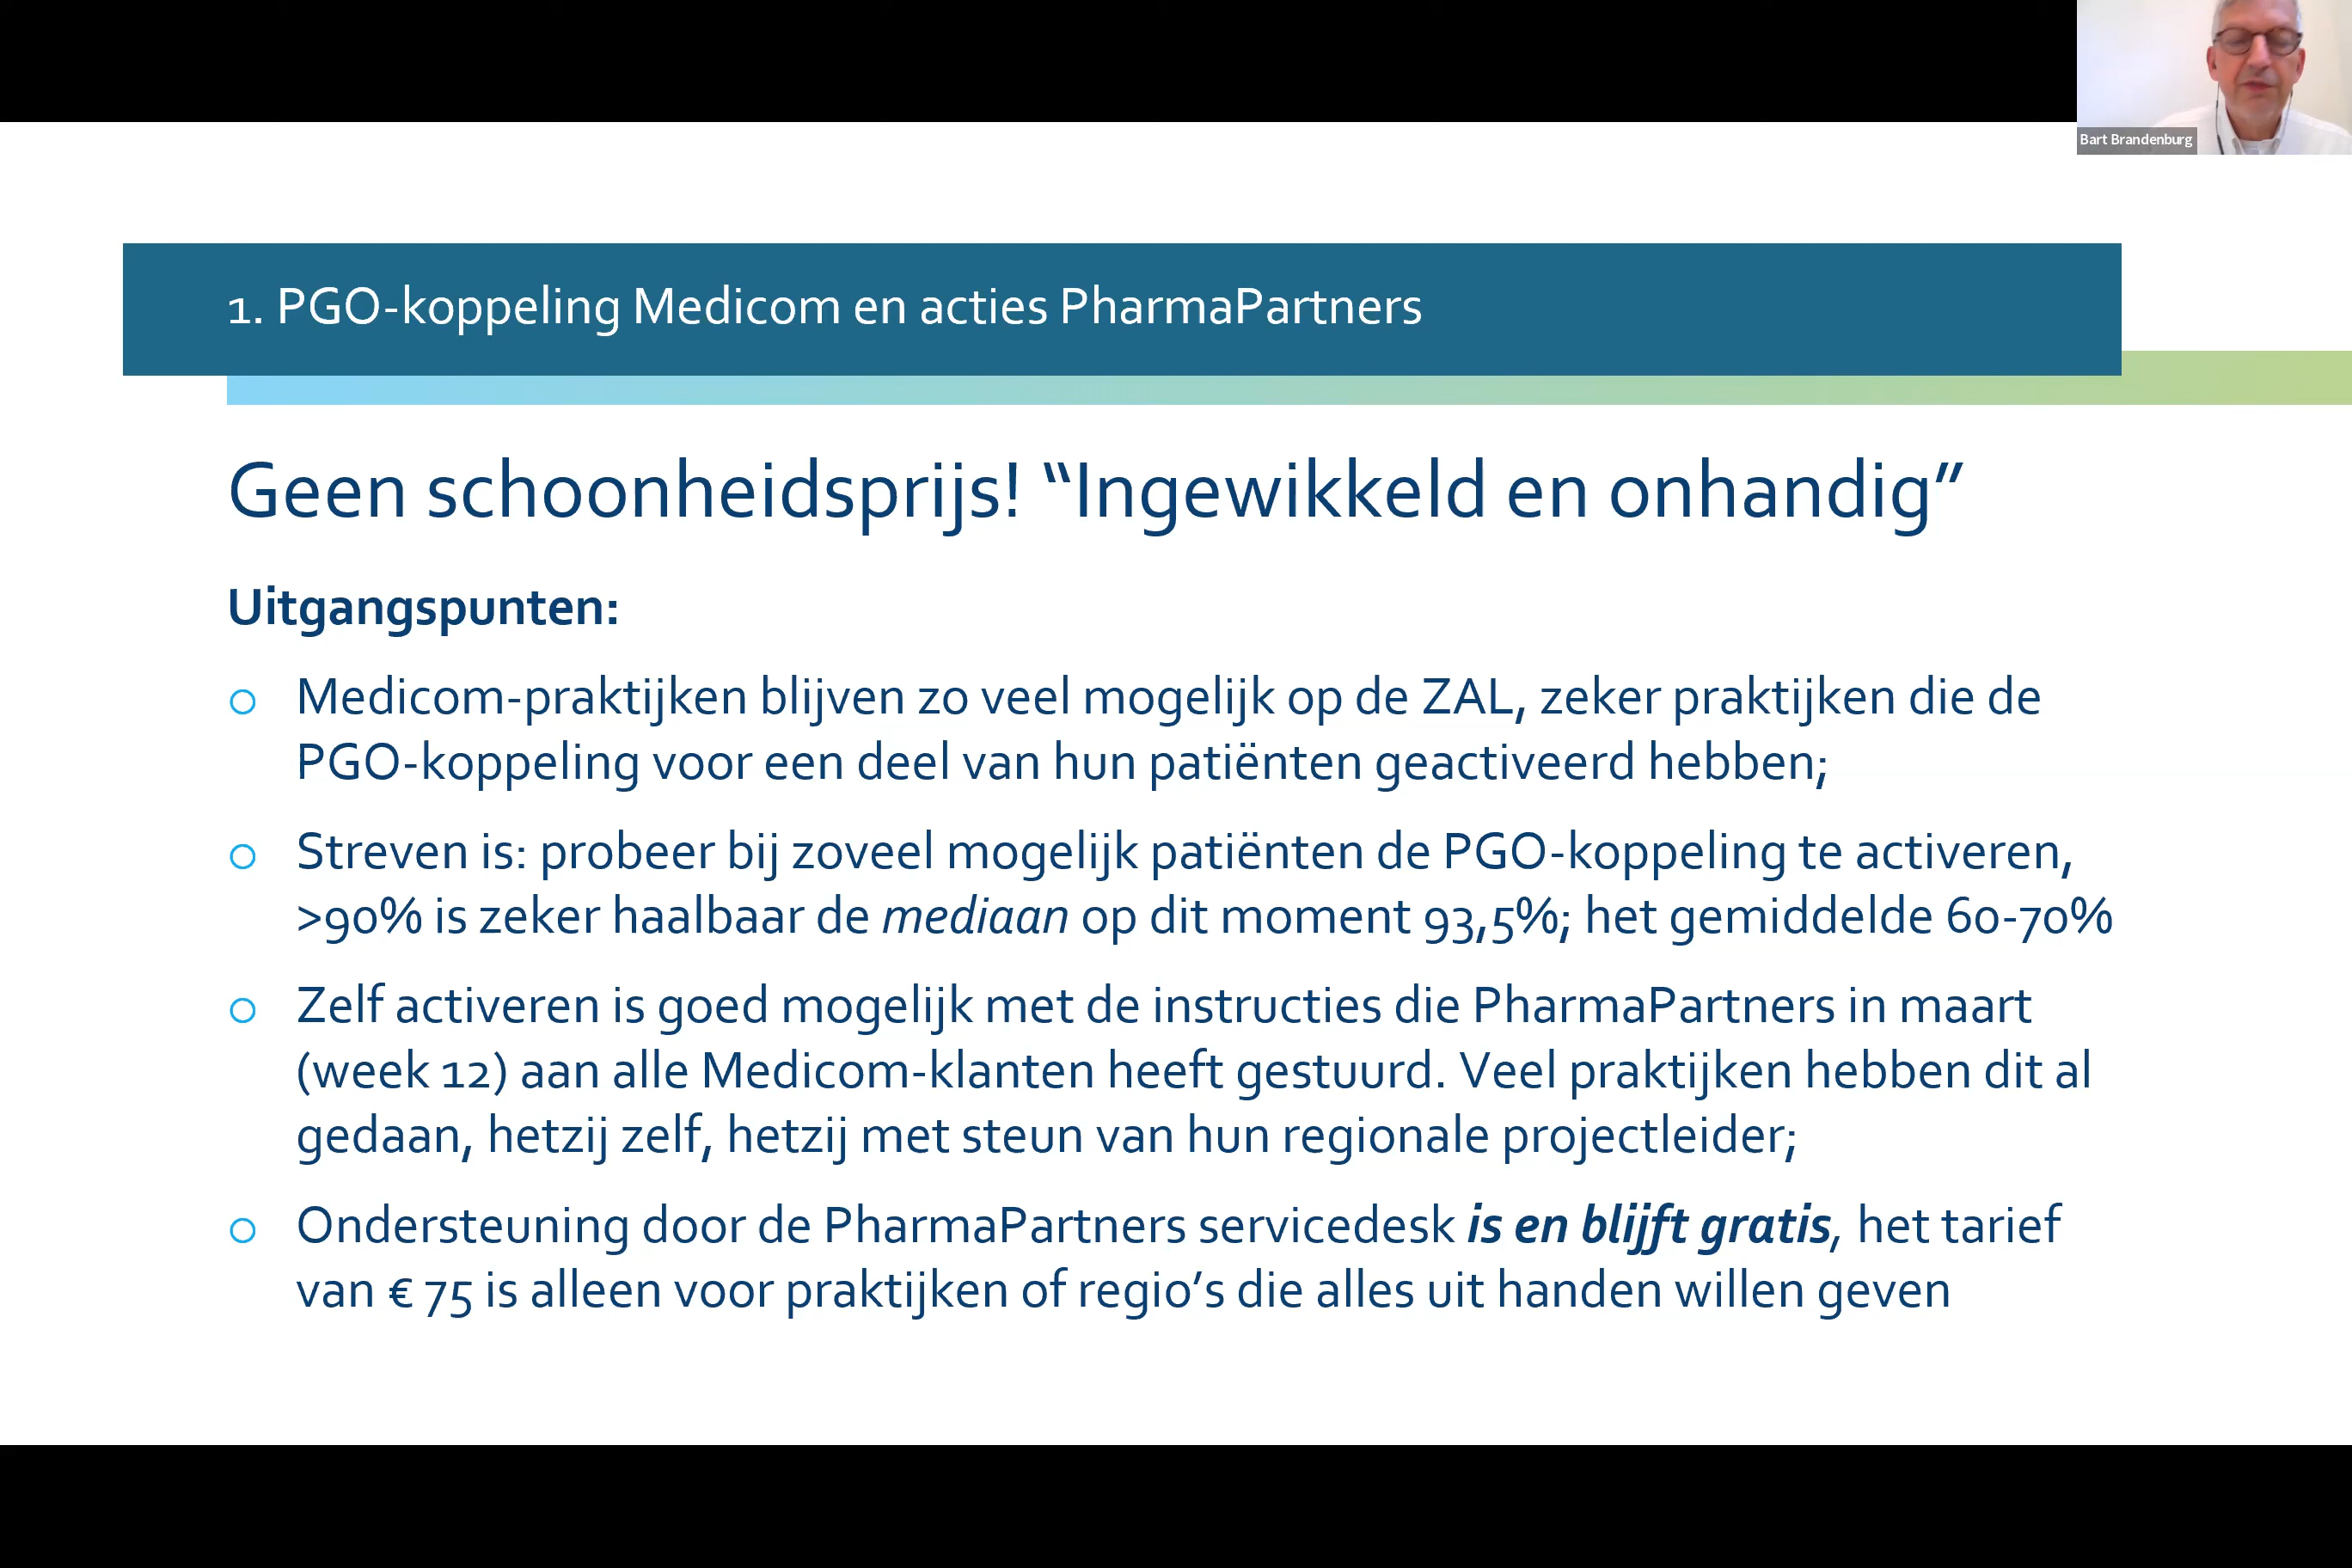 Bart Brandenburg
1. PGO-koppeling Medicom en acties PharmaPartners
Geen schoonheidsprijs! “Ingewikkeld en onhandig”
Uitgangspunten:
o Medicom-praktijken blijven zo veel mogelijk op de ZAL, zeker praktijken die de
PGO-koppeling voor een deel van hun patiënten geactiveerd hebben;
o Streven is: probeer bij zoveel mogelijk patiënten de PGO-koppeling te activeren,
>90% is zeker haalbaar de mediaan op dit moment 93,5%; het gemiddelde 60-70%
o Zelf activeren is goed mogelijk met de instructies die PharmaPartners in maart
(week 12) aan alle Medicom-klanten heeft gestuurd. Veel praktijken hebben dit al
gedaan, hetzij zelf, hetzij met steun van hun regionale projectleider;
o Ondersteuning door de PharmaPartners servicedesk is en blijft gratis, het tarief
van € 75 is alleen voor praktijken of regio’s die alles uit handen willen geven